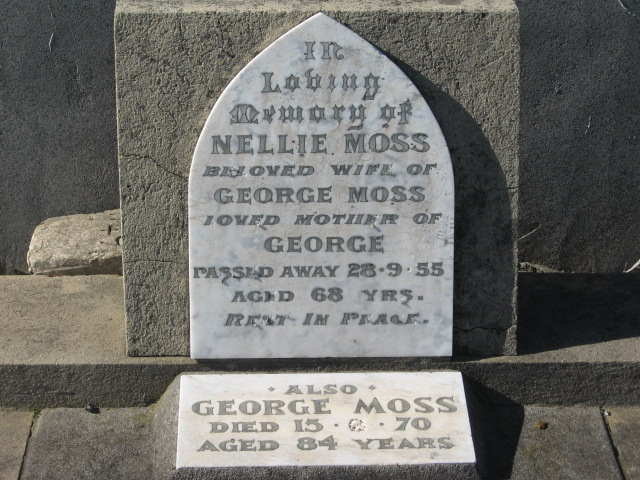 In
Loving
Memory of
NELLIE MOSS
BELOVED WIFE OF
GEORGE MOSS
LOVED MOTHER OF
GEORGE
PASSED AWAY 28·9·55
AGED 68 YRS.
REST IN PEACE.
· ALSO ·
GEORGE MOSS
DIED 15 · · 70
AGED 84 YEARS